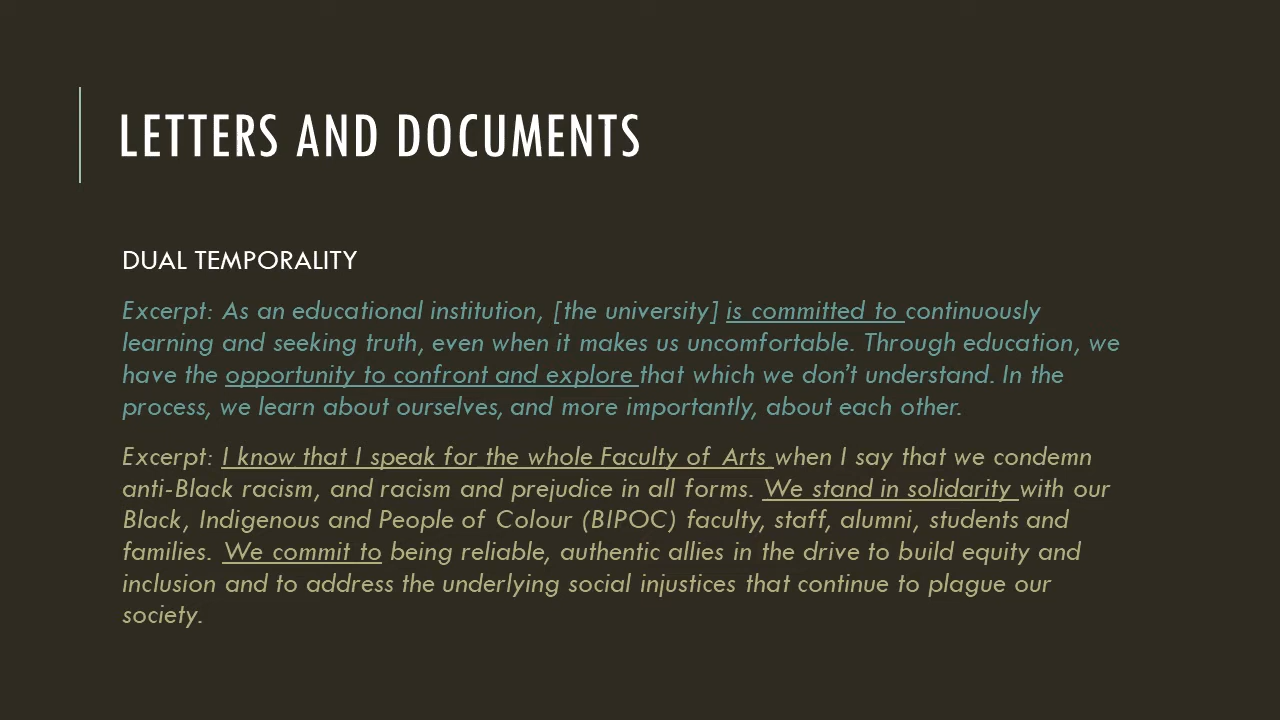 LETTERS AND DOCUMENTS
DUAL TEMPORALITY
Excerpt: As an educational institution, [the university] is committed to continuously
learning and seeking truth, even when it makes us uncomfortable. Through education, we
have the opportunity to confront and explore that which we don’t understand. In the
process, we learn about ourselves, and more importantly, about each other.
Excerpt: I know that I speak for the whole Faculty of Arts when I say that we condemn
anti-Black racism, and racism and prejudice in all forms. We stand in solidarity with our
Black, Indigenous and People of Colour (BIPOC) faculty, staff, alumni, students and
families. We commit to being reliable, authentic allies in the drive to build equity and
inclusion and to address the underlying social injustices that continue to plague our
society.